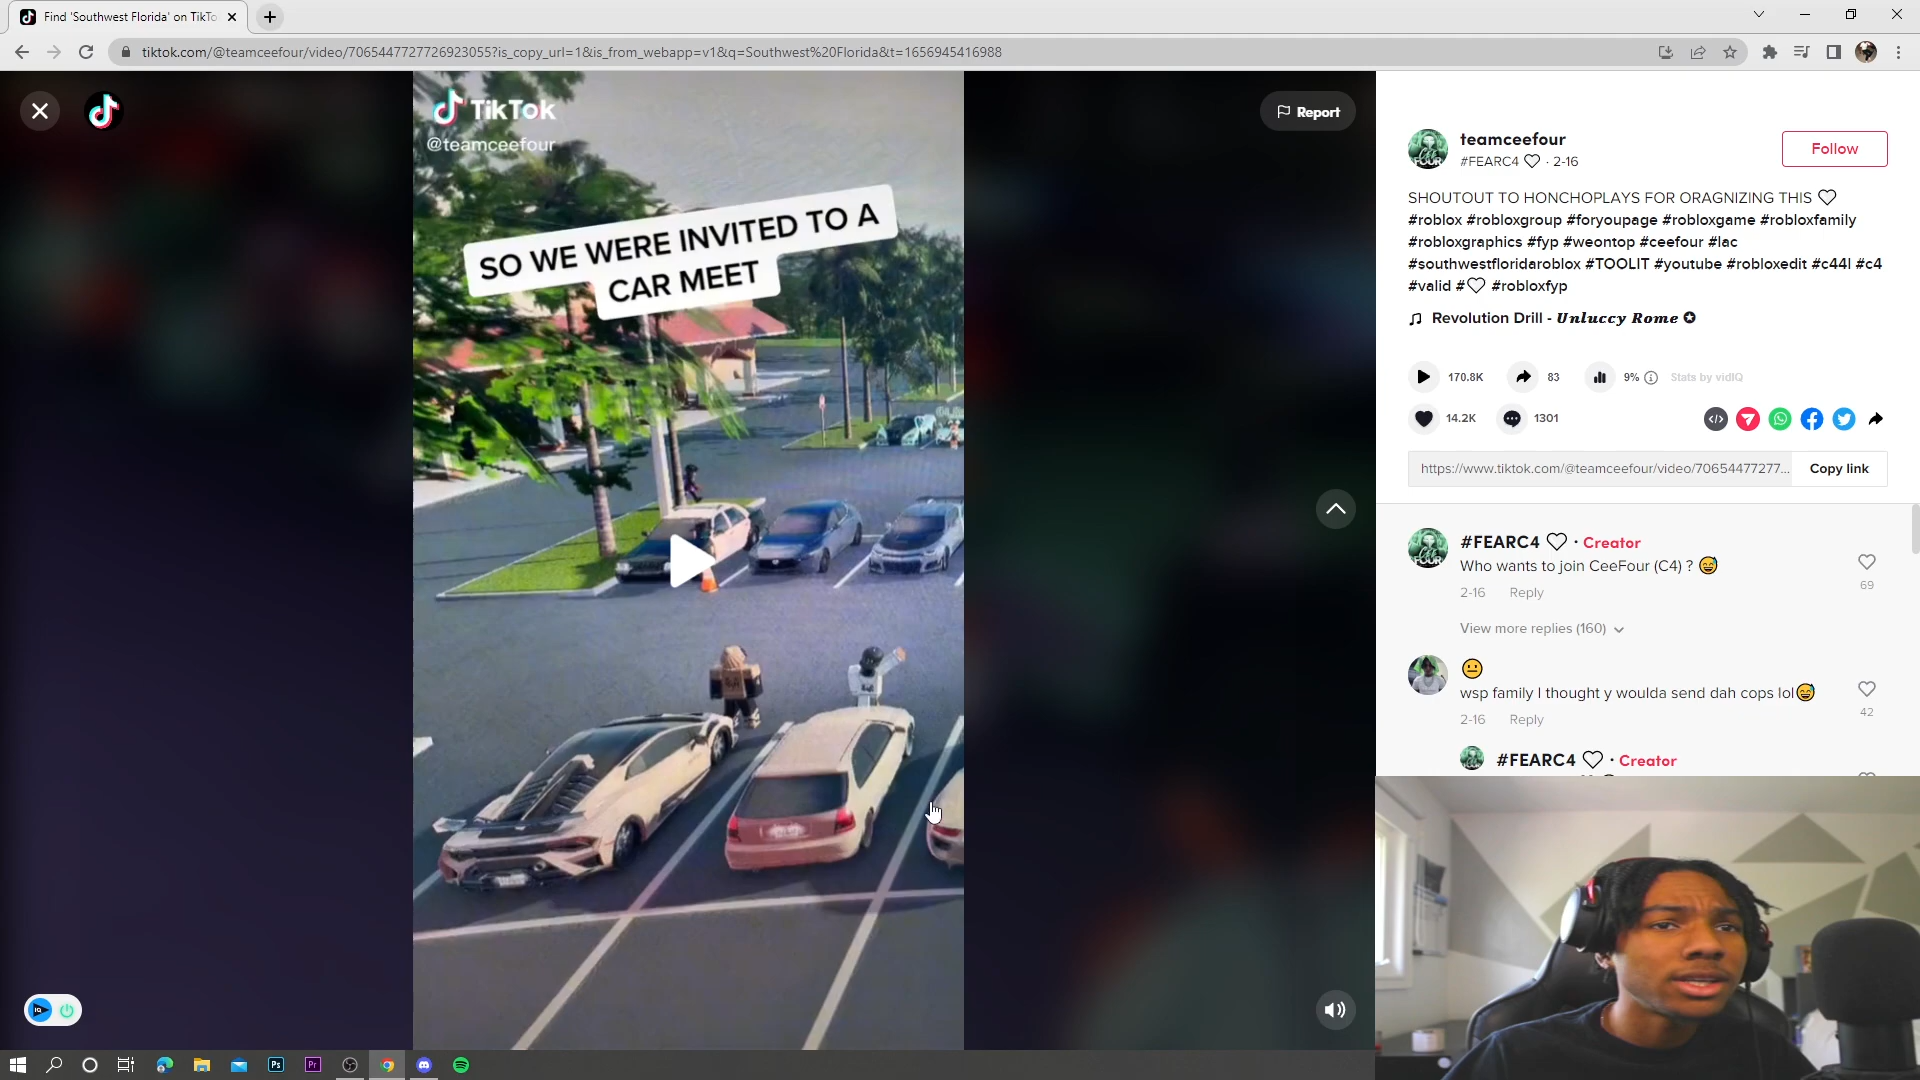 Find 'Southwest Florida' on TikTo
tiktok.com/@teamceefour/video/7065447727726923055?is_copy_url=1&is_from_webapp=v1&q=Southwest%20Florida&t=1656945416988
TikTok
@teamceefour
SO WE WERE INVITED TO A
CAR MEET
Report
teamceefour
#FEARC4 ♡ · 2-16
Follow
SHOUTOUT TO HONCHOPLAYS FOR ORAGNIZING THIS ♡
#roblox #robloxgroup #foryoupage #robloxgame #robloxfamily
#robloxgraphics #fyp #weontop #ceefour #lac
#southwestfloridaroblox #TOOLIT #youtube #robloxedit #c44l #c4
#valid #♡ #robloxfyp
Revolution Drill - Unluccy Rome ✪
170.8K 83 9% Stats by vidIQ
14.2K 1301
https://www.tiktok.com/@teamceefour/video/70654477277... Copy link
#FEARC4 ♡ · Creator
Who wants to join CeeFour (C4) ? 😅
69
2-16 Reply
View more replies (160)
😐
wsp family I thought y woulda send dah cops lol😅
42
2-16 Reply
#FEARC4 ♡ · Creator
IQ
Ps
Pr